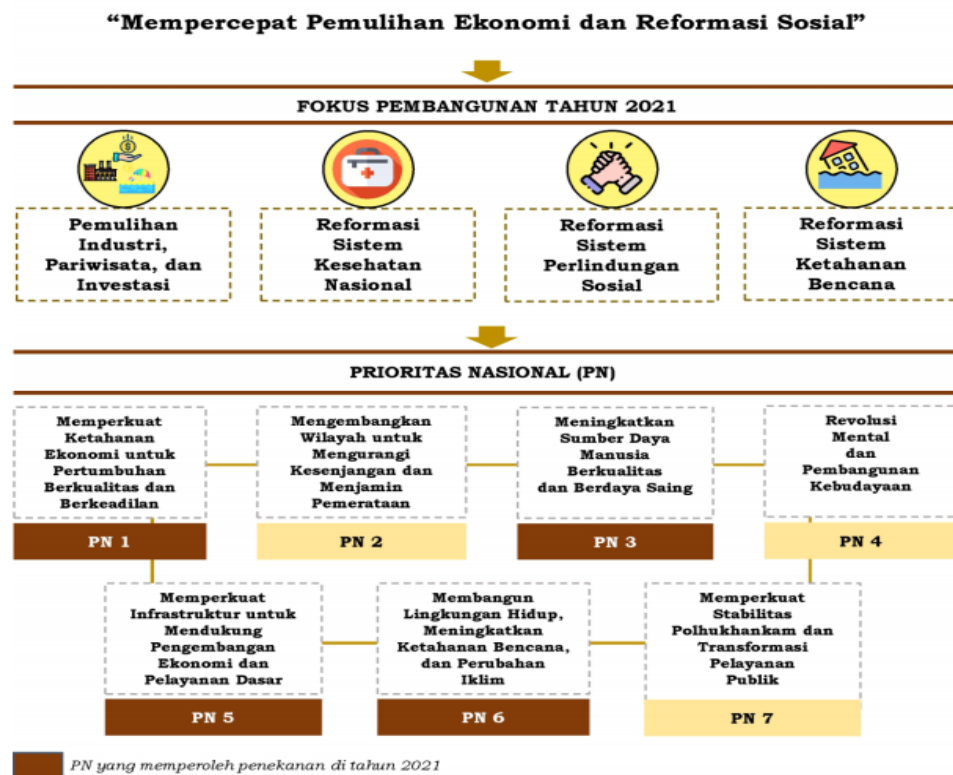 “Mempercepat Pemulihan Ekonomi dan Reformasi Sosial”
FOKUS PEMBANGUNAN TAHUN 2021
Pemulihan
Industri,
Pariwisata, dan
Investasi
Reformasi
Sistem
Kesehatan
Nasional
Reformasi
Sistem
Perlindungan
Sosial
Reformasi
Sistem
Ketahanan
Bencana
PRIORITAS NASIONAL (PN)
Memperkuat
Ketahanan
Ekonomi untuk
Pertumbuhan
Berkualitas dan
Berkeadilan
PN 1
Mengembangkan
Wilayah untuk
Mengurangi
Kesenjangan dan
Menjamin
Pemerataan
PN 2
Meningkatkan
Sumber Daya
Manusia
Berkualitas
dan Berdaya Saing
PN 3
Revolusi
Mental
dan
Pembangunan
Kebudayaan
PN 4
Memperkuat
Infrastruktur untuk
Mendukung
Pengembangan
Ekonomi dan
Pelayanan Dasar
PN 5
Membangun
Lingkungan Hidup,
Meningkatkan
Ketahanan Bencana,
dan Perubahan
Iklim
PN 6
Memperkuat
Stabilitas
Polhukhankam dan
Transformasi
Pelayanan
Publik
PN 7
PN yang memperoleh penekanan di tahun 2021